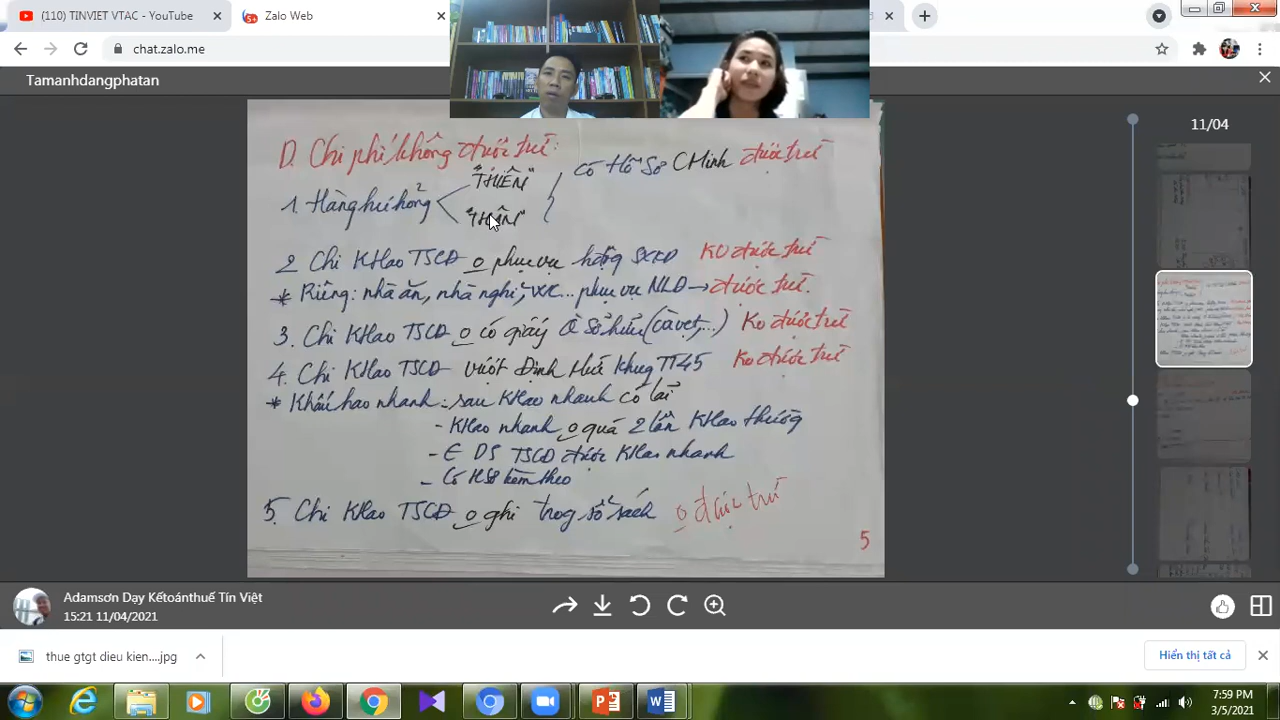 (110) TINVIET VTAC - YouTube
Zalo Web
chat.zalo.me
Tamanhdangphatan
11/04
D. Chi phí không được trừ:
1. Hàng hư hỏng
"THIÊN"
"THÂN"
có Hồ Sơ CMinh được trừ
2 Chi KHao TSCĐ o phục vụ hđộng SXKD KO được trừ
* Riêng: nhà ăn, nhà nghỉ, WC... phục vụ NLĐ → được trừ.
3. Chi KHao TSCĐ o có giấy Q Sở hữu (cà vẹt,...) Ko được trừ
4. Chi KHao TSCĐ vượt Định Mức khug TT45 Ko được trừ
* Khấu hao nhanh: sau KHao nhanh có lãi
- KHao nhanh o quá 2 lần KHao thường
- ∈ DS TSCĐ được KHao nhanh
- Có HSơ kèm theo
5. Chi KHao TSCĐ o ghi trog sổ sách o được trừ
5
Adamsơn Dạy Kếtoánthuế Tín Việt
15:21 11/04/2021
thue gtgt dieu kien....jpg
Hiển thị tất cả
7:59 PM
3/5/2021